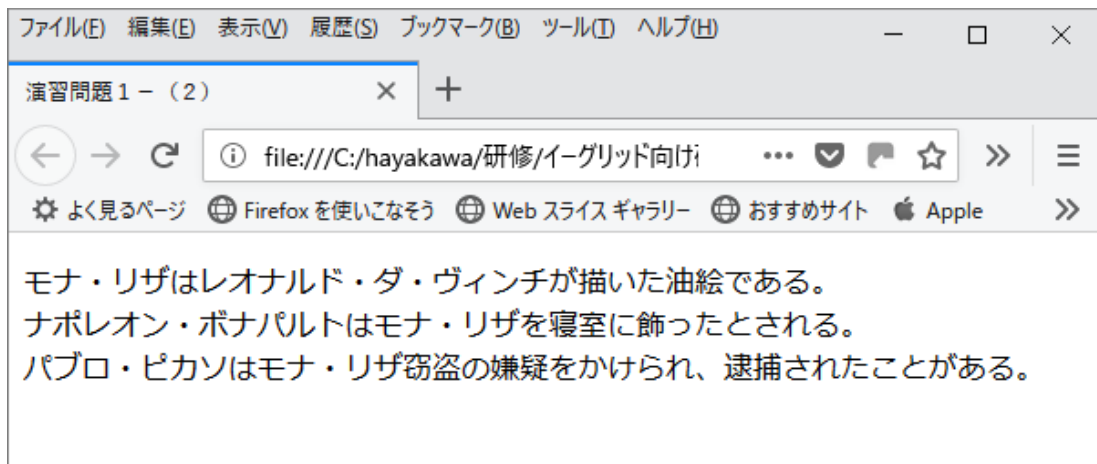 ファイル(F) 編集(E) 表示(V) 履歴(S) ブックマーク(B) ツール(T) ヘルプ(H)
演習問題1－（2）
file:///C:/hayakawa/研修/イーグリッド向け
よく見るページ Firefox を使いこなそう Web スライス ギャラリー おすすめサイト Apple
モナ・リザはレオナルド・ダ・ヴィンチが描いた油絵である。
ナポレオン・ボナパルトはモナ・リザを寝室に飾ったとされる。
パブロ・ピカソはモナ・リザ窃盗の嫌疑をかけられ、逮捕されたことがある。